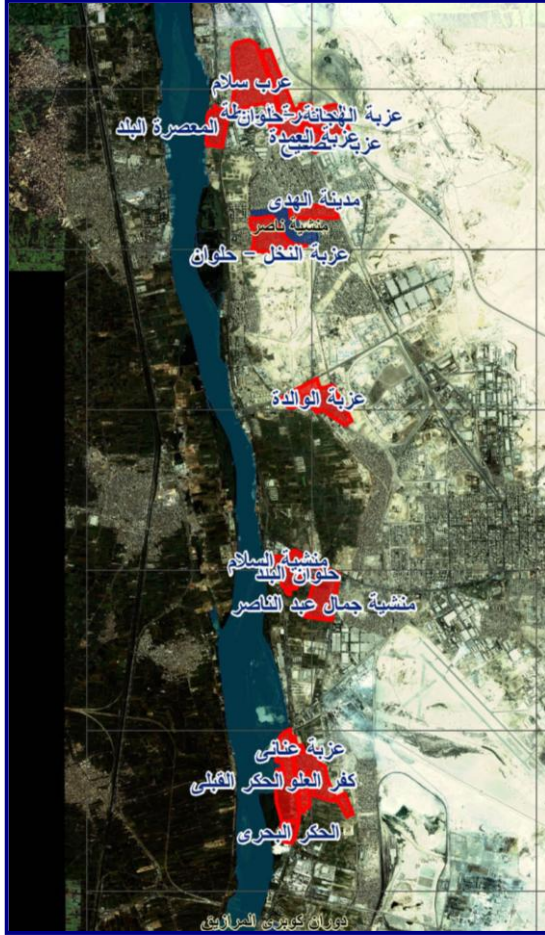 عرب سلام
عزبة الهجانة - حلوان
المعصرة البلد
عزبة العمدة
عزبة
مدينة الهدى
منشية ناصر
عزبة النخل - حلوان
عزبة الوالدة
منشية السلام
حلوان البلد
منشية جمال عبد الناصر
عزبة عنانى
كفر العلو الحكر القبلى
الحكر البحرى
دوران كوبرى المرازيق